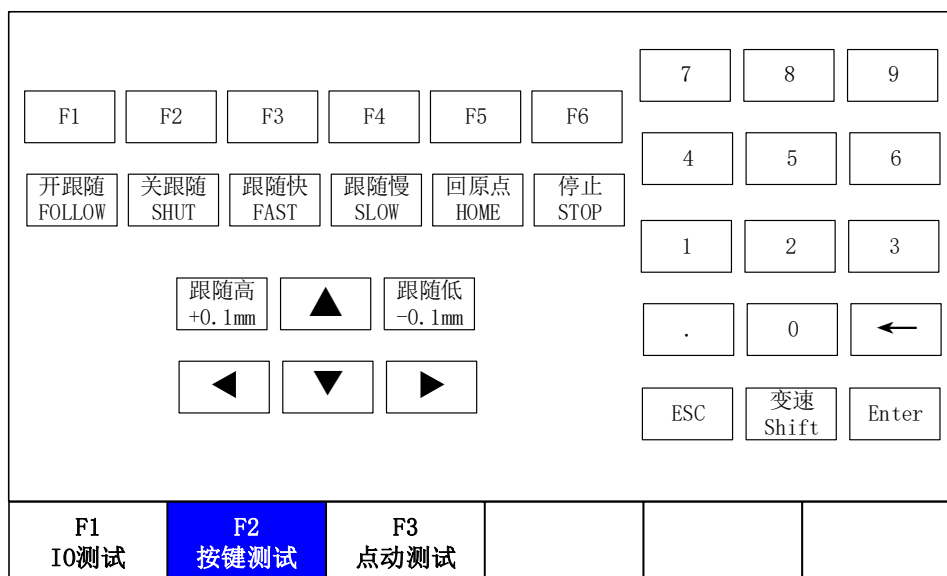 7 8 9
F1 F2 F3 F4 F5 F6
4 5 6
开跟随 关跟随 跟随快 跟随慢 回原点 停止
FOLLOW SHUT FAST SLOW HOME STOP
1 2 3
跟随高 ▲ 跟随低
+0.1mm -0.1mm
. 0 ←
◀ ▼ ▶
ESC 变速 Enter
Shift
F1 F2 F3
IO测试 按键测试 点动测试